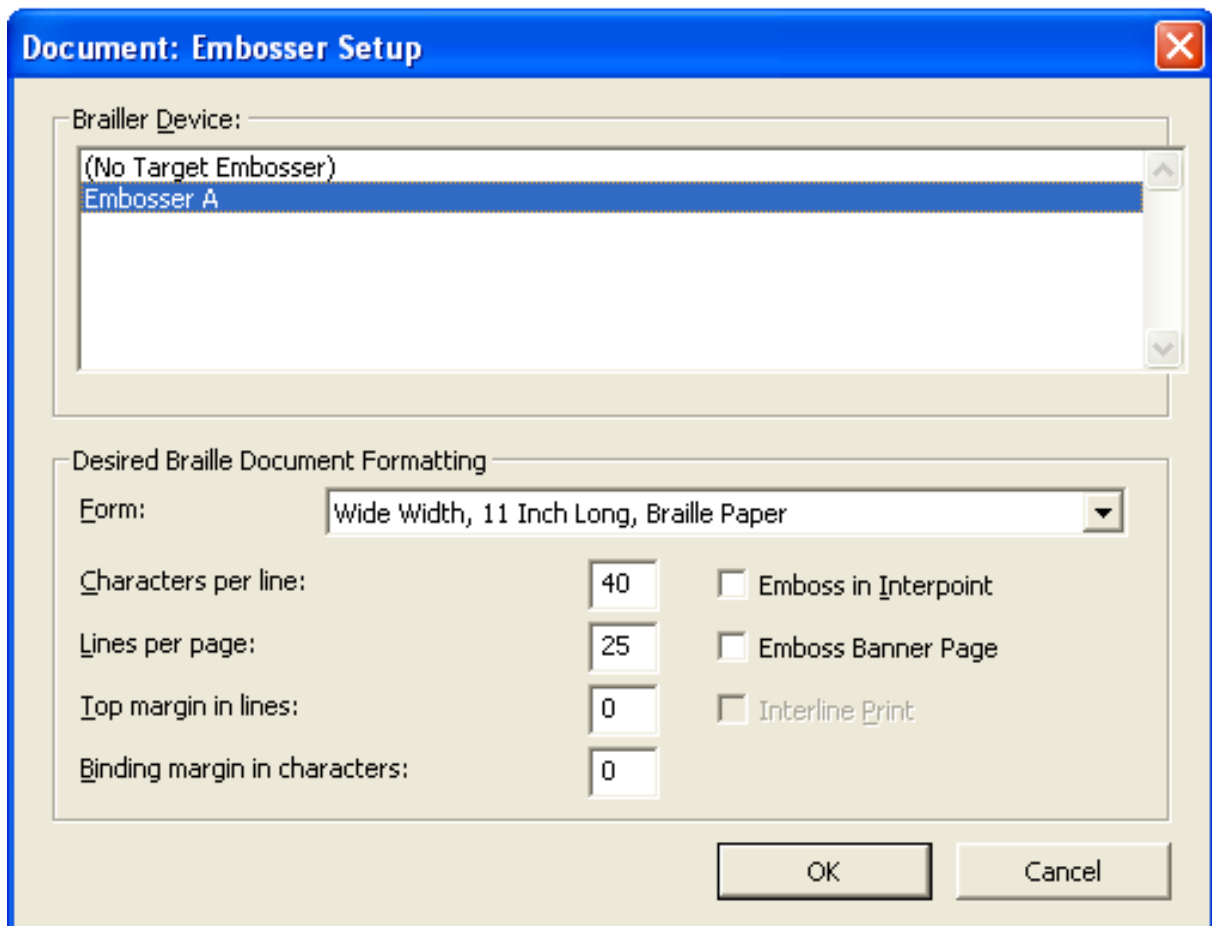 Document: Embosser Setup
Brailler Device:
(No Target Embosser)
Embosser A
Desired Braille Document Formatting
Form: Wide Width, 11 Inch Long, Braille Paper
Characters per line: 40 Emboss in Interpoint
Lines per page: 25 Emboss Banner Page
Top margin in lines: 0 Interline Print
Binding margin in characters: 0
OK Cancel